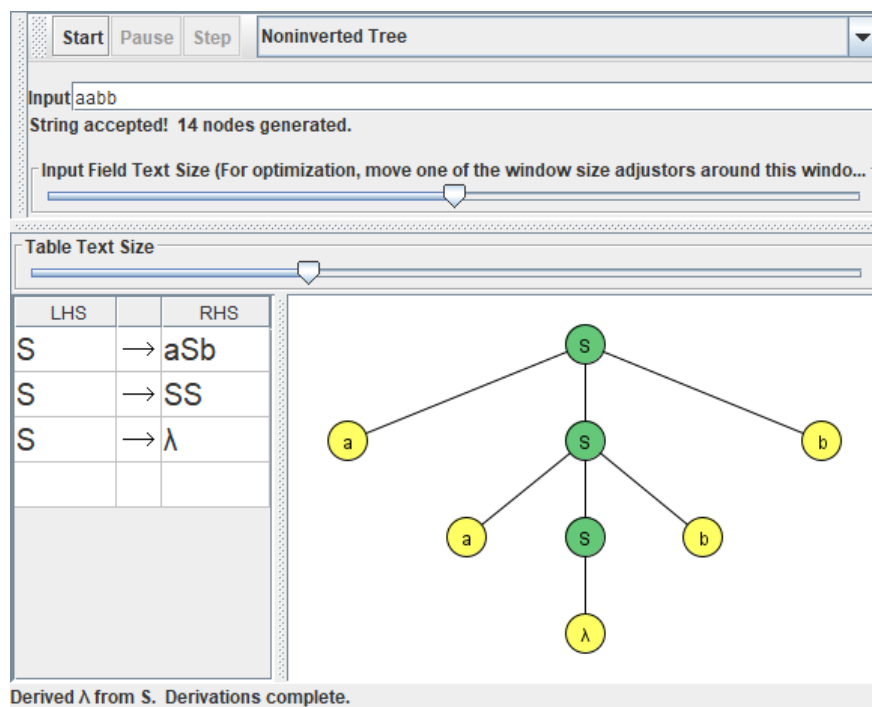 Start Pause Step Noninverted Tree
Input aabb
String accepted! 14 nodes generated.
Input Field Text Size (For optimization, move one of the window size adjustors around this windo...
Table Text Size
LHS RHS
S → aSb
S → SS
S → λ
S
a S b
a S b
λ
Derived λ from S. Derivations complete.